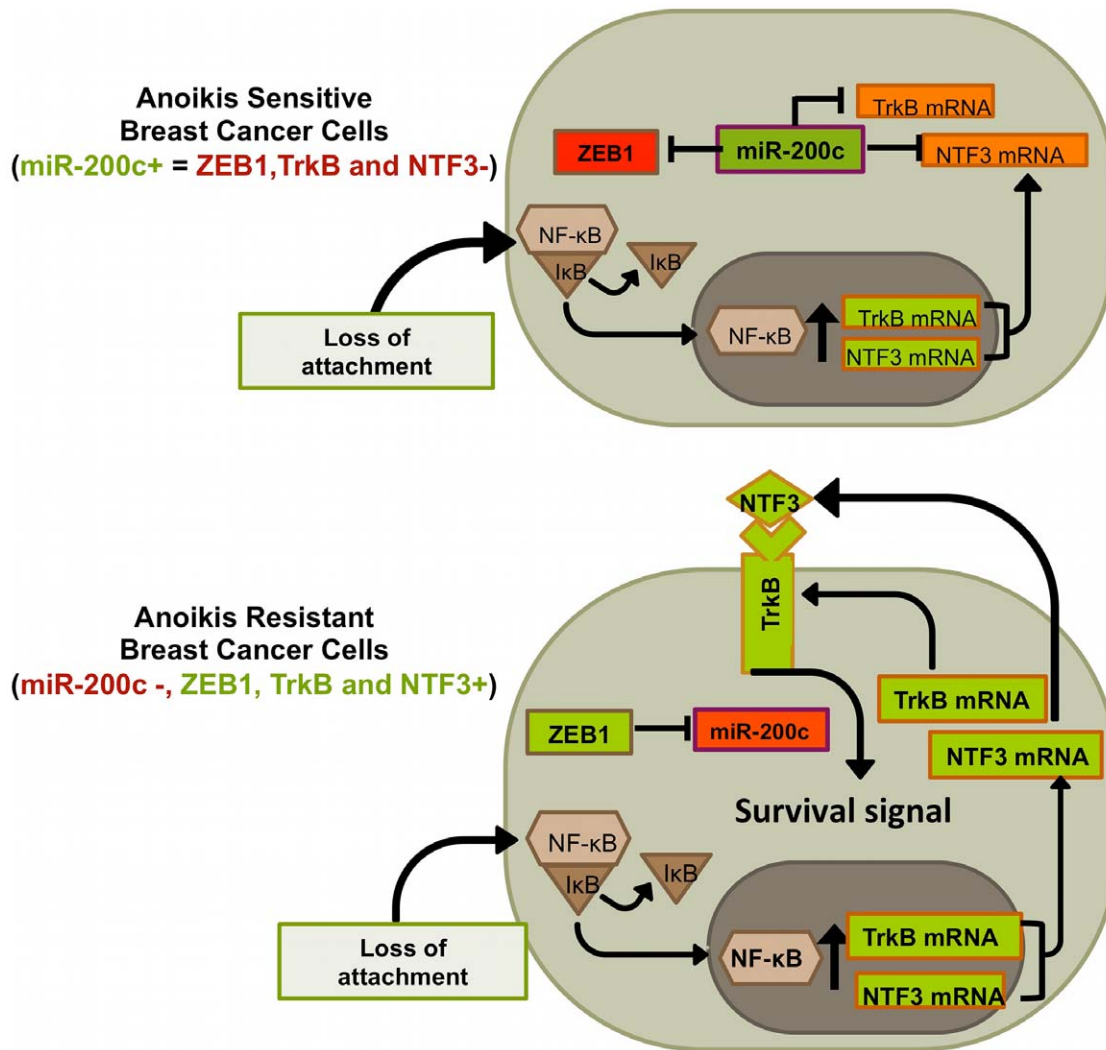 Anoikis Sensitive
Breast Cancer Cells
(miR-200c+ = ZEB1,TrkB and NTF3-)
TrkB mRNA
ZEB1
miR-200c
NTF3 mRNA
NF-κB
IκB
IκB
Loss of
attachment
NF-κB
TrkB mRNA
NTF3 mRNA
NTF3
TrkB
Anoikis Resistant
Breast Cancer Cells
(miR-200c -, ZEB1, TrkB and NTF3+)
TrkB mRNA
ZEB1
miR-200c
NTF3 mRNA
Survival signal
NF-κB
IκB
IκB
Loss of
attachment
NF-κB
TrkB mRNA
NTF3 mRNA